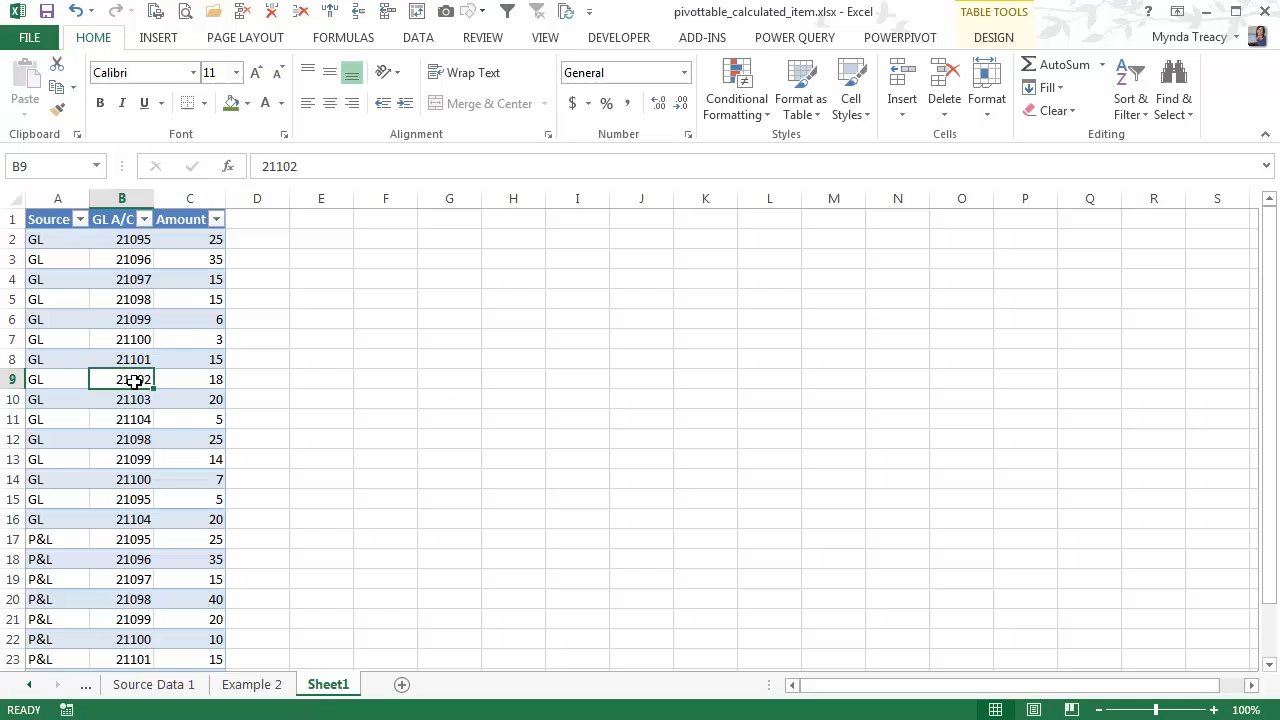 pivottable_calculated_item.xlsx - Excel
TABLE TOOLS
?
FILE HOME INSERT PAGE LAYOUT FORMULAS DATA REVIEW VIEW DEVELOPER ADD-INS POWER QUERY POWERPIVOT DESIGN Mynda Treacy
Paste
Calibri 11
B I U
Wrap Text
Merge & Center
General
$ % ,
Conditional Formatting
Format as Table
Cell Styles
Insert
Delete
Format
AutoSum
Fill
Clear
Sort & Filter
Find & Select
Clipboard Font Alignment Number Styles Cells Editing
B9 fx 21102
A B C D E F G H I J K L M N O P Q R S
1 Source GL A/C Amount
2 GL 21095 25
3 GL 21096 35
4 GL 21097 15
5 GL 21098 15
6 GL 21099 6
7 GL 21100 3
8 GL 21101 15
9 GL 21102 18
10 GL 21103 20
11 GL 21104 5
12 GL 21098 25
13 GL 21099 14
14 GL 21100 7
15 GL 21095 5
16 GL 21104 20
17 P&L 21095 25
18 P&L 21096 35
19 P&L 21097 15
20 P&L 21098 40
21 P&L 21099 20
22 P&L 21100 10
23 P&L 21101 15
... Source Data 1 Example 2 Sheet1
READY 100%